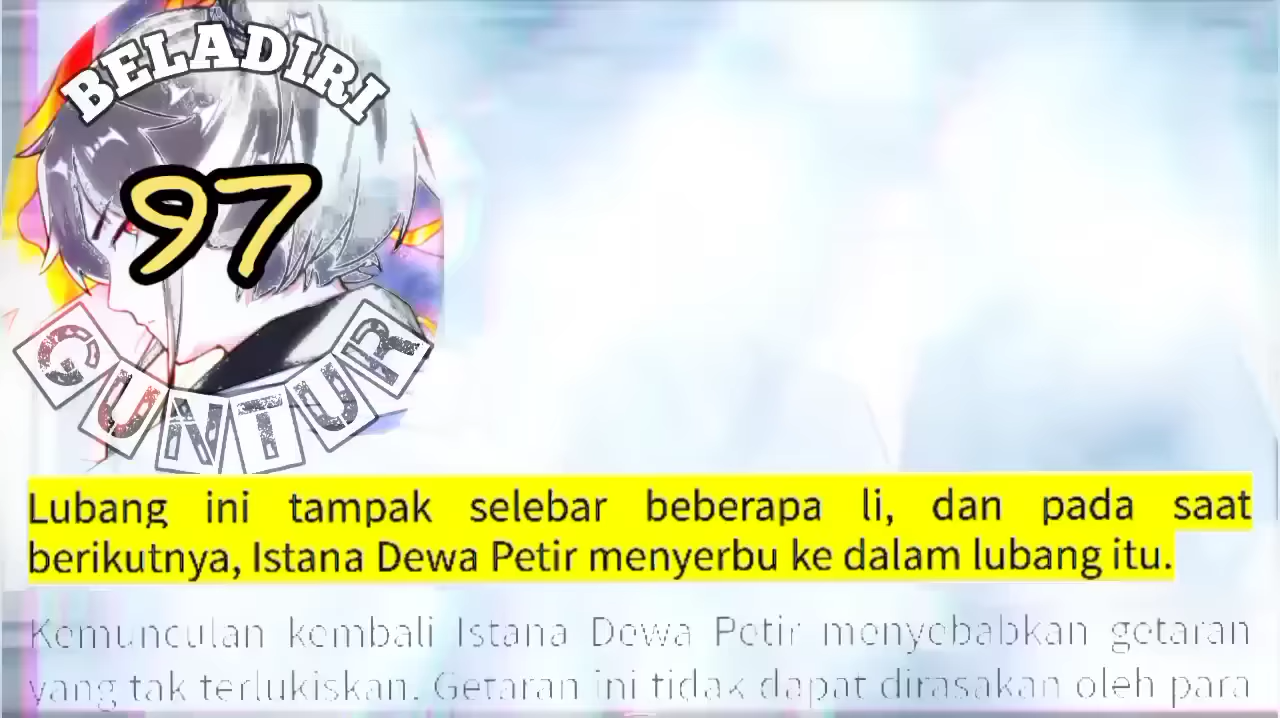 BELADIRI
97
GUNTUR
Lubang ini tampak selebar beberapa li, dan pada saat
berikutnya, Istana Dewa Petir menyerbu ke dalam lubang itu.
Kemunculan kembali Istana Dewa Petir menyebabkan getaran
yang tak terlukiskan. Getaran ini tidak dapat dirasakan oleh para